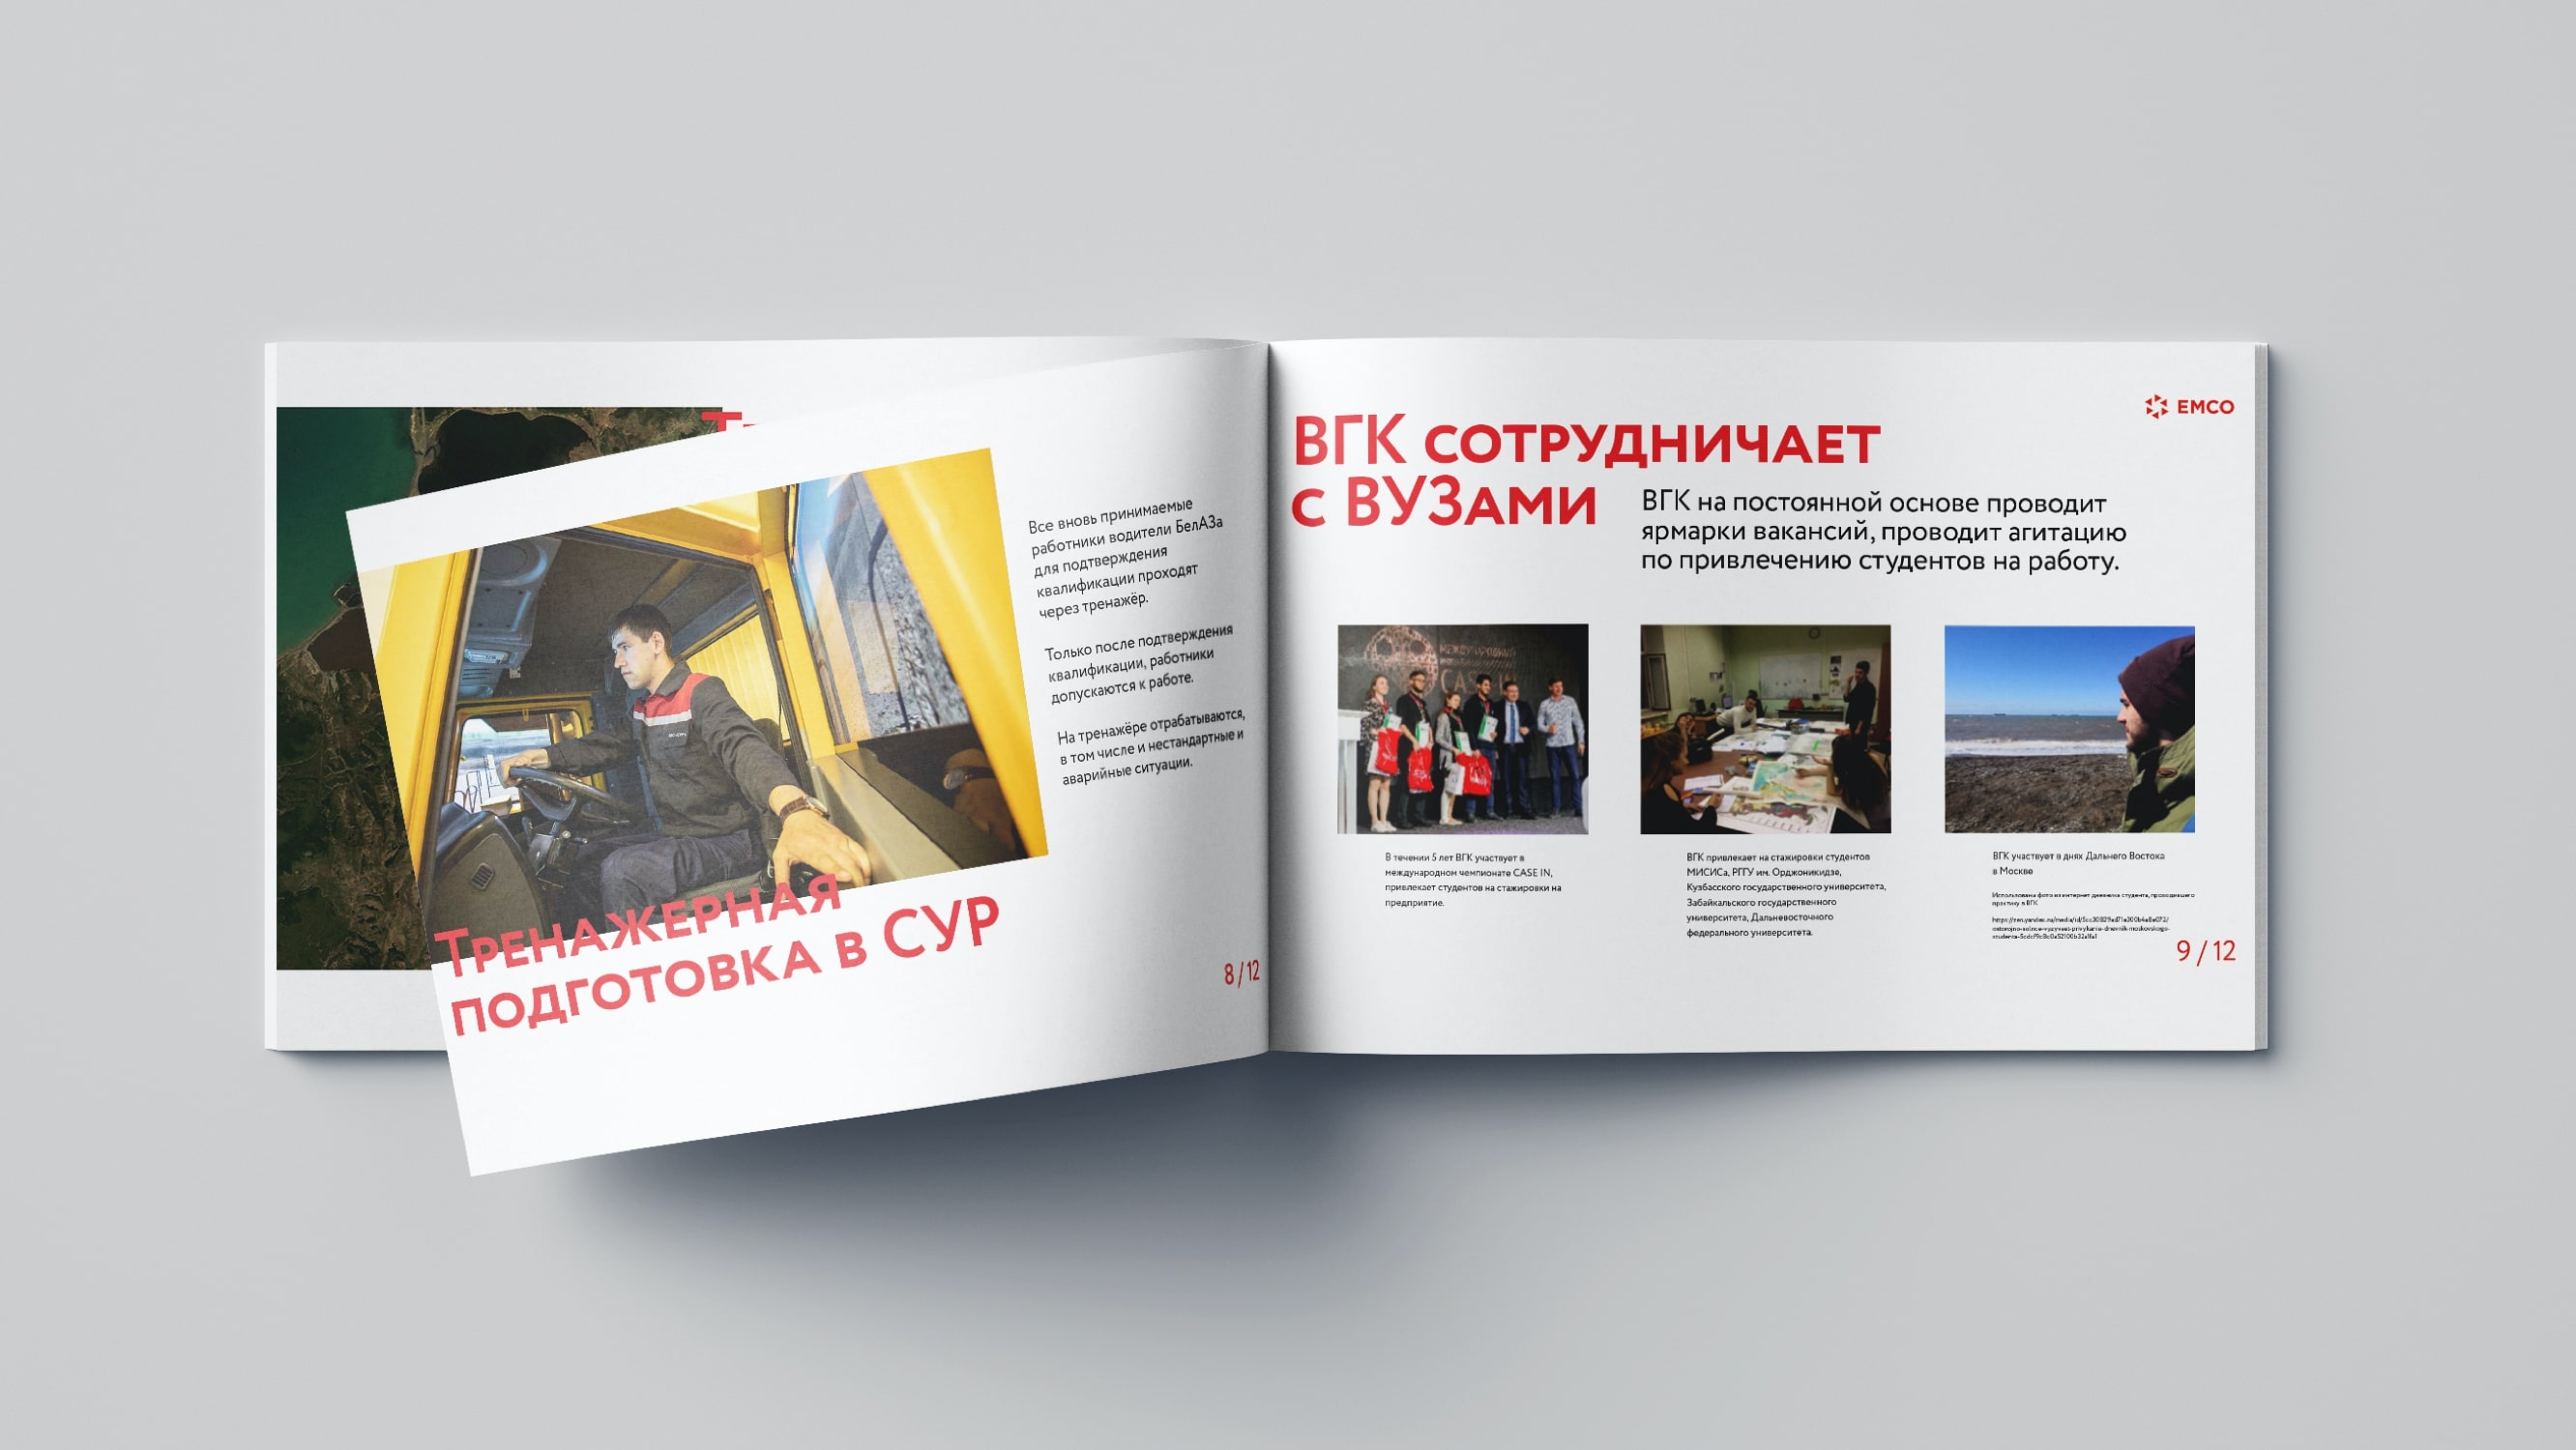 Т
Все вновь принимаемые
работники водители БелАЗа
для подтверждения
квалификации проходят
через тренажёр.
Только после подтверждения
квалификации, работники
допускаются к работе.
На тренажёре отрабатываются,
в том числе и нестандартные и
аварийные ситуации.
Тренажерная
подготовка в СУР
8 / 12
EMCO
ВГК сотрудничает
с ВУЗами
ВГК на постоянной основе проводит
ярмарки вакансий, проводит агитацию
по привлечению студентов на работу.
МЕЖДУНАРОДНЫЙ
CASE IN
В течении 5 лет ВГК участвует в
международном чемпионате CASE IN,
привлекает студентов на стажировки на
предприятие.
ВГК привлекает на стажировки студентов
МИСИСа, РГГУ им. Орджоникидзе,
Кузбасского государственного университета,
Забайкальского государственного
университета, Дальневосточного
федерального университета.
ВГК участвует в днях Дальнего Востока
в Москве
Использованы фото из интернет дневника студента, проходившего
практику в ВГК
9 / 12